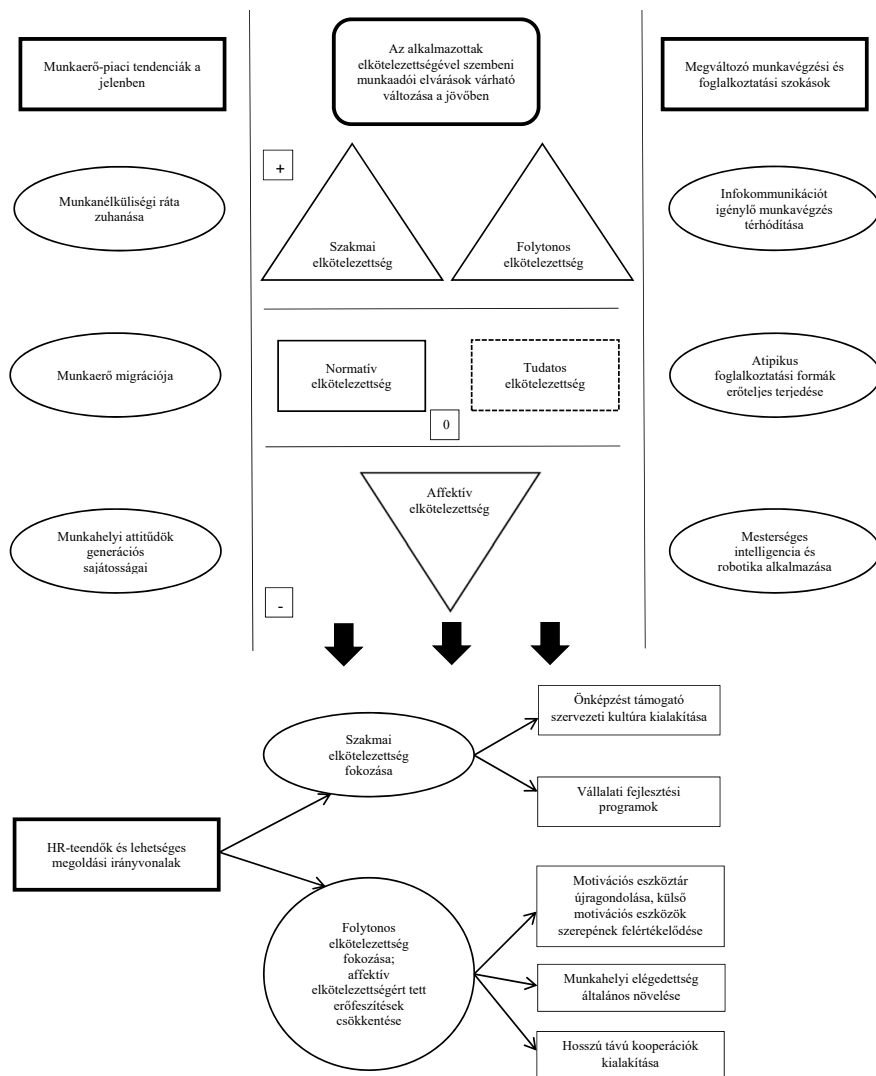 Munkaerő-piaci tendenciák a
jelenben
Az alkalmazottak
elkötelezettségével szembeni
munkaadói elvárások várható
változása a jövőben
Megváltozó munkavégzési és
foglalkoztatási szokások
Munkanélküliségi ráta
zuhanása
+
Szakmai
elkötelezettség
Folytonos
elkötelezettség
Infokommunikációt
igénylő munkavégzés
térhódítása
Munkaerő migrációja
Normatív
elkötelezettség
Tudatos
elkötelezettség
0
Atipikus
foglalkoztatási formák
erőteljes terjedése
Munkahelyi attitűdök
generációs
sajátosságai
Affektív
elkötelezettség
-
Mesterséges
intelligencia és
robotika alkalmazása
HR-teendők és lehetséges
megoldási irányvonalak
Szakmai
elkötelezettség
fokozása
Önképzést támogató
szervezeti kultúra kialakítása
Vállalati fejlesztési
programok
Folytonos
elkötelezettség
fokozása;
affektív
elkötelezettségért tett
erőfeszítések
csökkentése
Motivációs eszköztár
újragondolása, külső
motivációs eszközök
szerepének felértékelődése
Munkahelyi elégedettség
általános növelése
Hosszú távú kooperációk
kialakítása